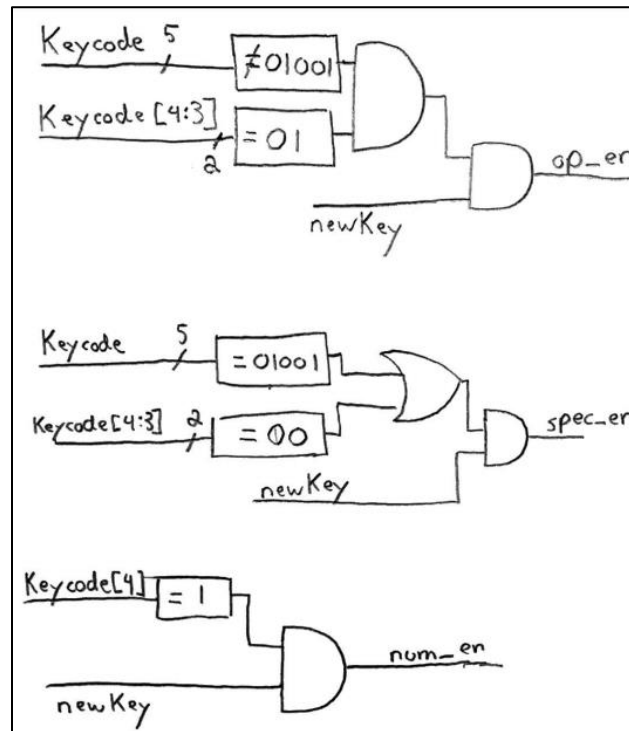 Keycode 5
≠01001
Keycode [4:3] 2
= 01
newKey
op_en
Keycode 5
=01001
Keycode[4:3] 2
= 00
newKey
spec_en
Keycode[4]
= 1
newKey
num_en